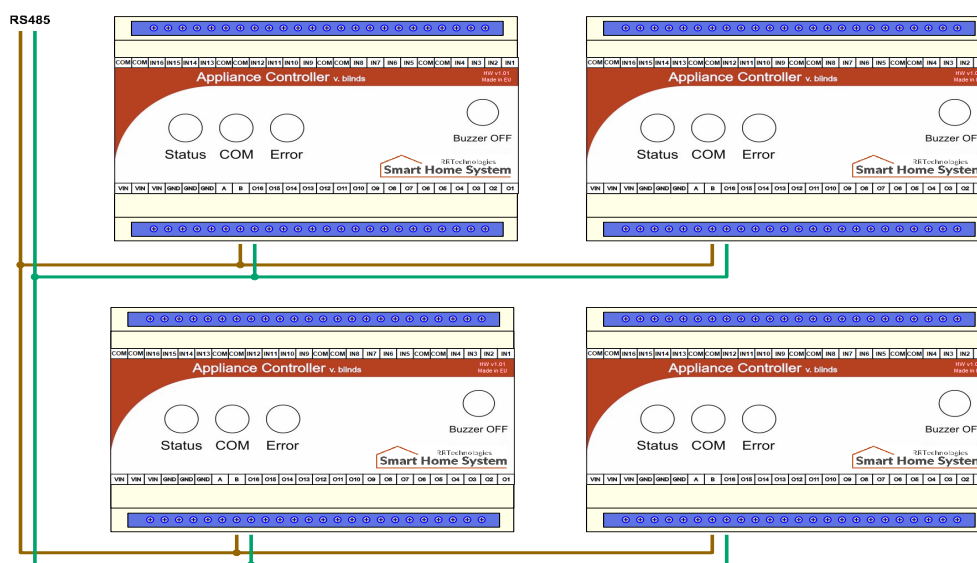 RS485
COM COM IN16 IN15 IN14 IN13 COM COM IN12 IN11 IN10 IN9 COM COM IN8 IN7 IN6 IN5 COM COM IN4 IN3 IN2 IN1
Appliance Controller v. blinds
HW v1.01
Made in EU
Buzzer OFF
Status COM Error
RRTechnologies
Smart Home System
VIN VIN VIN GND GND GND A B O16 O15 O14 O13 O12 O11 O10 O9 O8 O7 O6 O5 O4 O3 O2 O1
COM COM IN16 IN15 IN14 IN13 COM COM IN12 IN11 IN10 IN9 COM COM IN8 IN7 IN6 IN5 COM COM IN4 IN3 IN2
Appliance Controller v. blinds
HW v1.0
Made in E
Buzzer OF
Status COM Error
RRTechnologies
Smart Home System
VIN VIN VIN GND GND GND A B O16 O15 O14 O13 O12 O11 O10 O9 O8 O7 O6 O5 O4 O3 O2
COM COM IN16 IN15 IN14 IN13 COM COM IN12 IN11 IN10 IN9 COM COM IN8 IN7 IN6 IN5 COM COM IN4 IN3 IN2 IN1
Appliance Controller v. blinds
HW v1.01
Made in EU
Buzzer OFF
Status COM Error
RRTechnologies
Smart Home System
VIN VIN VIN GND GND GND A B O16 O15 O14 O13 O12 O11 O10 O9 O8 O7 O6 O5 O4 O3 O2 O1
COM COM IN16 IN15 IN14 IN13 COM COM IN12 IN11 IN10 IN9 COM COM IN8 IN7 IN6 IN5 COM COM IN4 IN3 IN2
Appliance Controller v. blinds
HW v1.0
Made in E
Buzzer OF
Status COM Error
RRTechnologies
Smart Home System
VIN VIN VIN GND GND GND A B O16 O15 O14 O13 O12 O11 O10 O9 O8 O7 O6 O5 O4 O3 O2